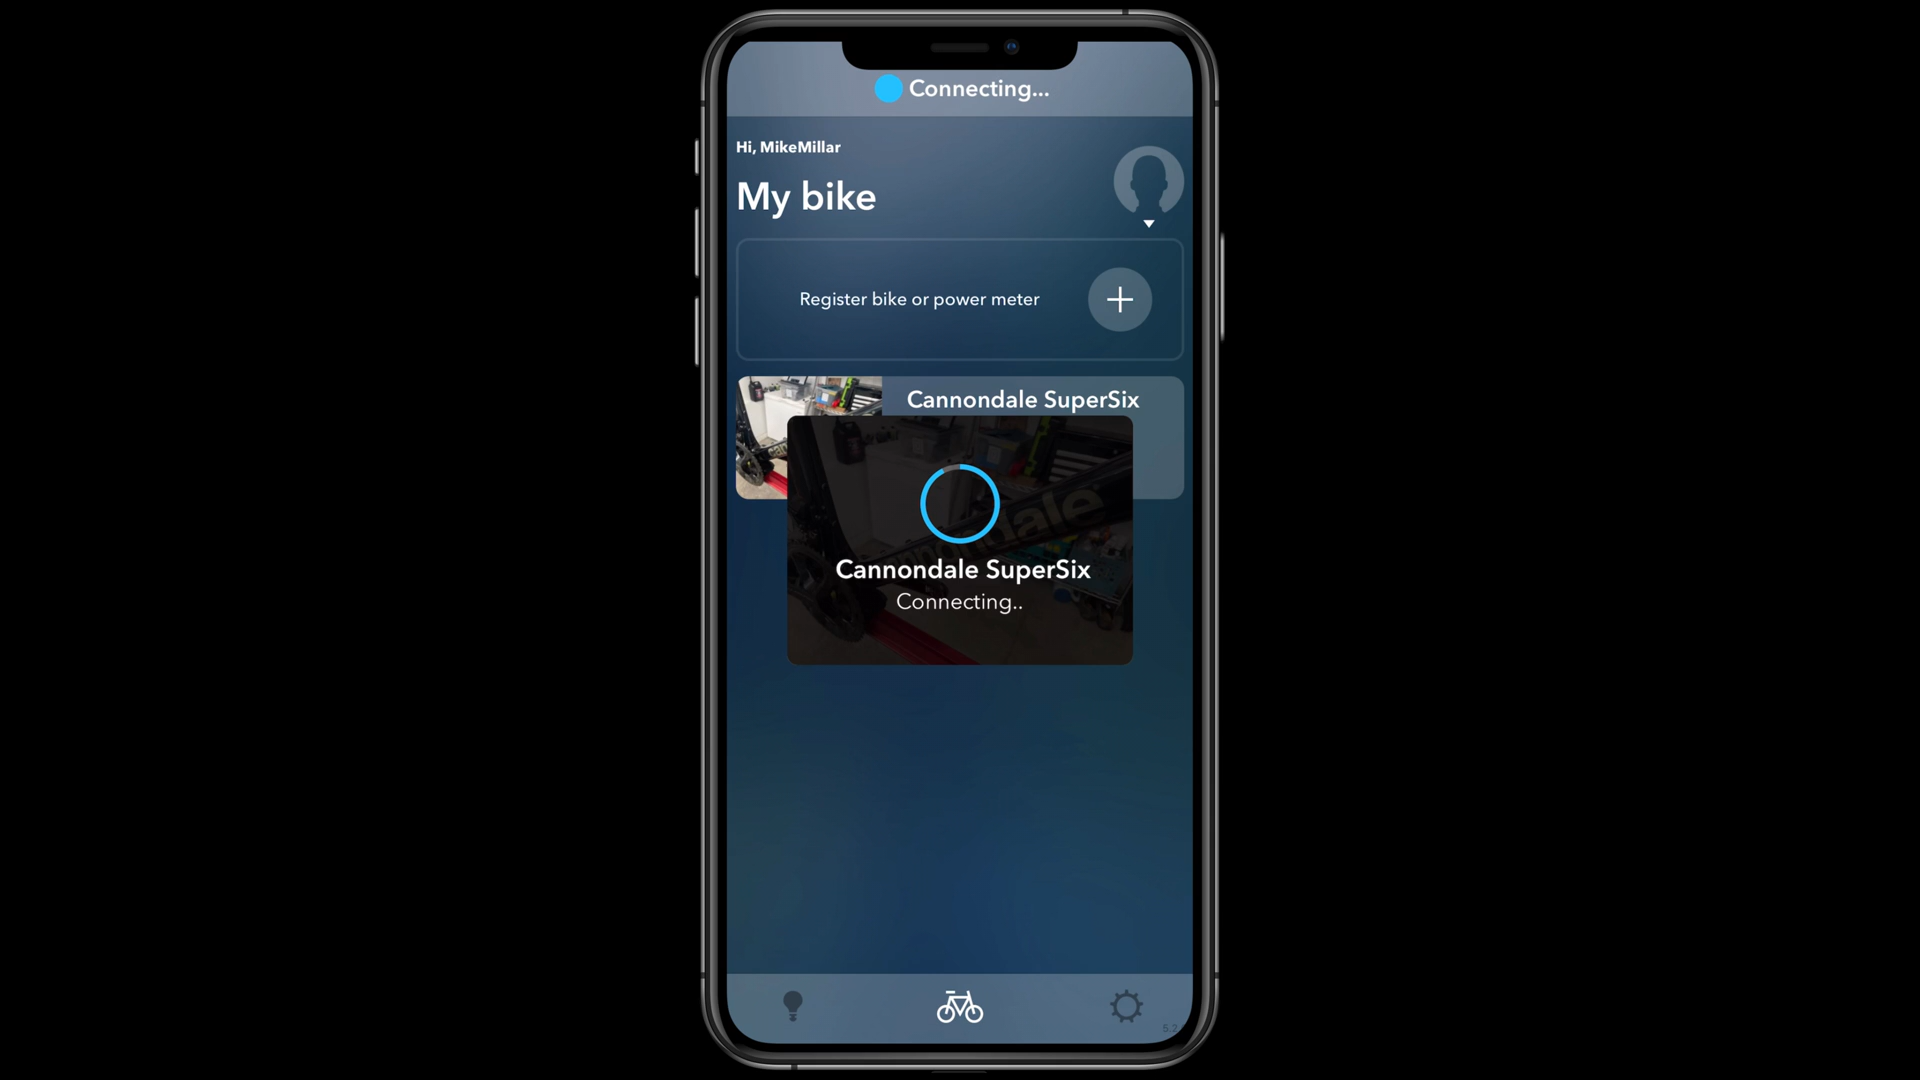 Connecting...
Hi, MikeMillar
My bike
Register bike or power meter
Cannondale SuperSix
Cannondale SuperSix
Connecting..